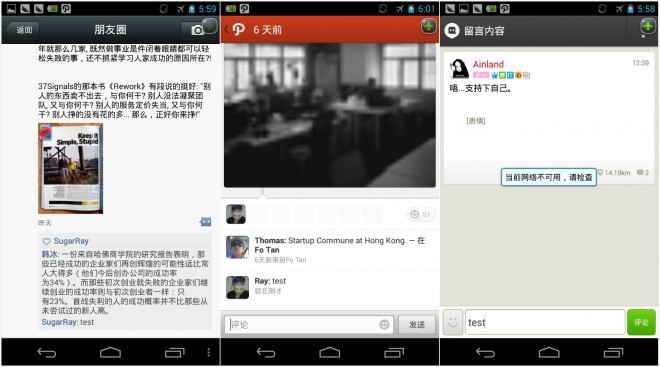 5:59
返回
朋友圈
年就那么几家, 既然做事业是件闭着眼睛都可以轻
松失败的事，还不抓紧学习人家成功的原因所在?!
37Signals的那本书《Rework》有段说的挺好: "别
人的东西卖不出去，与你何干? 别人没法凝聚团
队, 又与你何干? 别人的服务定价失当, 又与你何
干? 别人挣的没有花的多... 那么，正好你来挣!"
Keep it
Simple, Stupid
昨天
SugarRay
韩冰: 一份来自哈佛商学院的研究报告表明，那
些已经成功的企业家们再创辉煌的可能性远比常
人大得多（他们今后创办公司的成功率
为34%）。而那些初次创业就失败的企业家们继
续创业的成功率则与初次创业者一样：只
有23%。首战失利的人的成功概率并不比那些从
未尝试过的新人高。
SugarRay: test
6:01
6 天前
51
Thomas: Startup Commune at Hong Kong. — 在
Fo Tan
6天前来自Fo Tan
Ray: test
就在刚才
评论
发送
5:58
留言内容
Ainland
12:59
唔...支持下自己。
[表情]
当前网络不可用，请检查
14.18km
2
test
评论